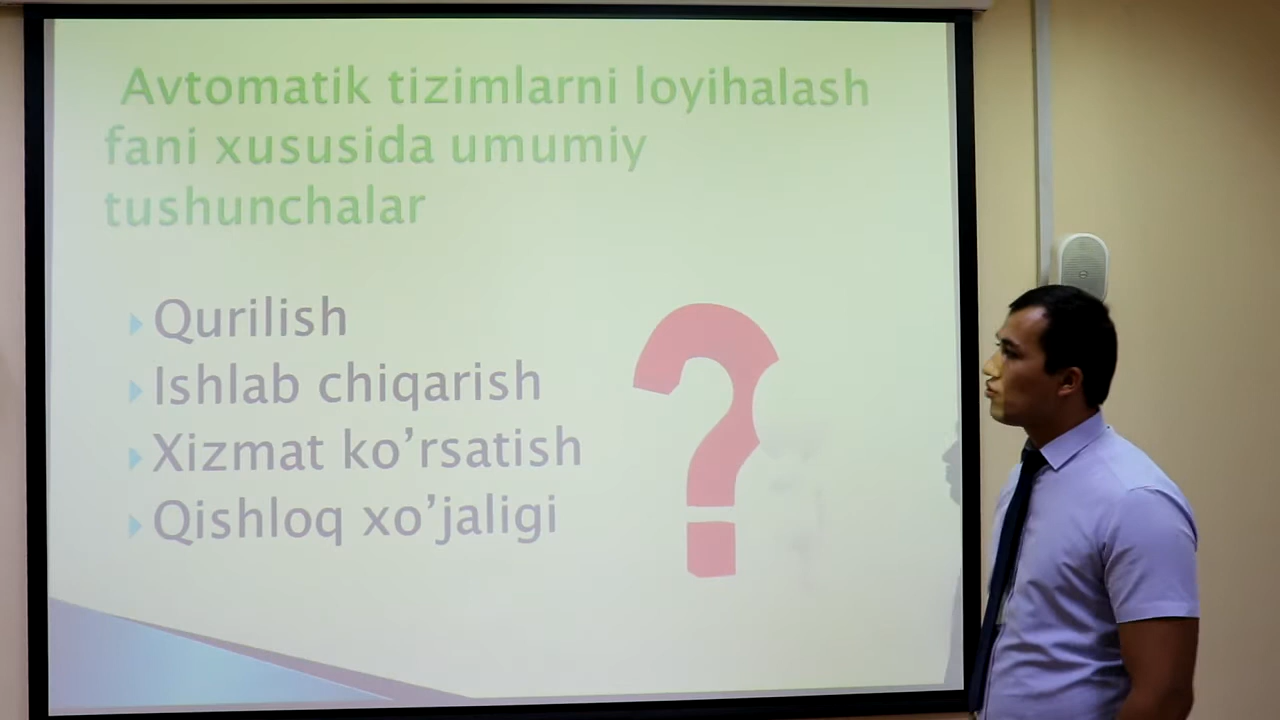 Avtomatik tizimlarni loyihalash
fani xususida umumiy
tushunchalar
Qurilish
Ishlab chiqarish
Xizmat ko’rsatish
Qishloq xo’jaligi
?